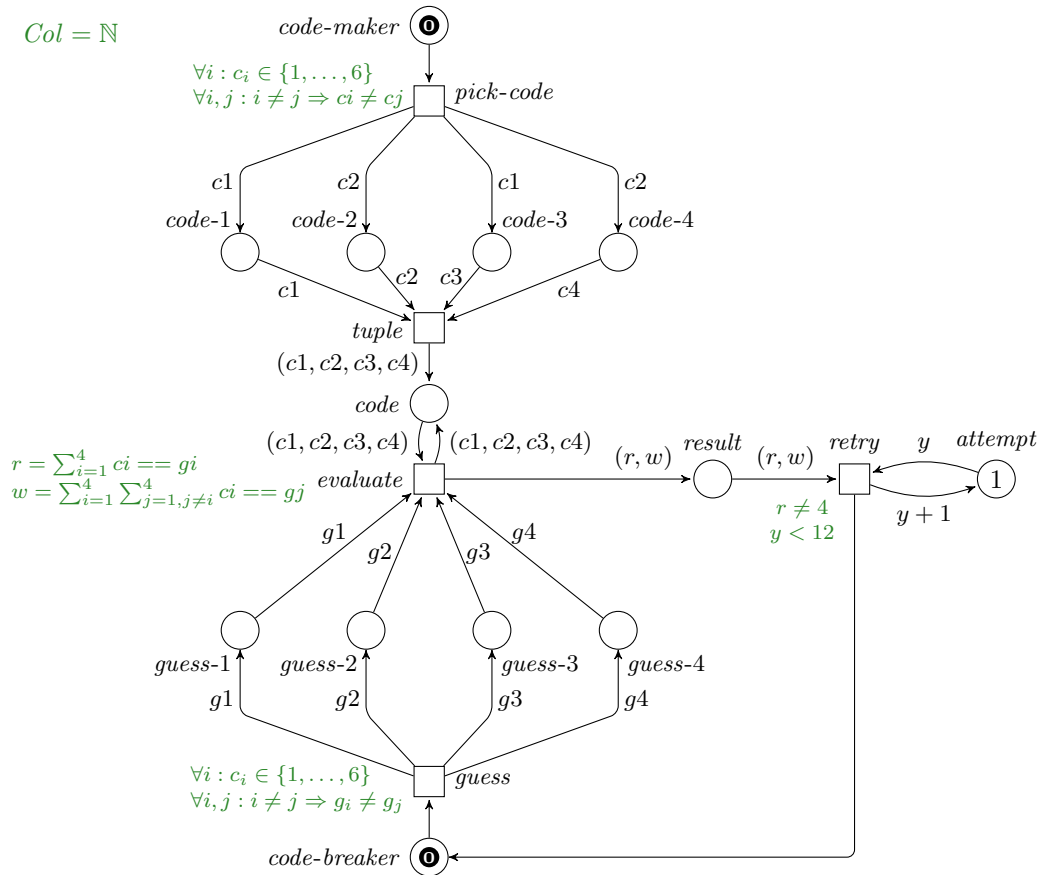 code-maker
0
Col = ℕ
∀i : c_i ∈ {1, . . . , 6}
∀i, j : i ≠ j ⇒ ci ≠ cj
pick-code
c1 c2 c1 c2
code-1 code-2 code-3 code-4
c1 c2 c3 c4
tuple
(c1, c2, c3, c4)
code
(c1, c2, c3, c4) (c1, c2, c3, c4)
r = ∑_{i=1}^4 ci == gi
w = ∑_{i=1}^4 ∑_{j=1,j≠i}^4 ci == gj
evaluate
(r, w) result (r, w) retry y attempt
1
r ≠ 4
y < 12
y + 1
g1 g2 g3 g4
guess-1 guess-2 guess-3 guess-4
g1 g2 g3 g4
∀i : c_i ∈ {1, . . . , 6}
∀i, j : i ≠ j ⇒ g_i ≠ g_j
guess
code-breaker
0